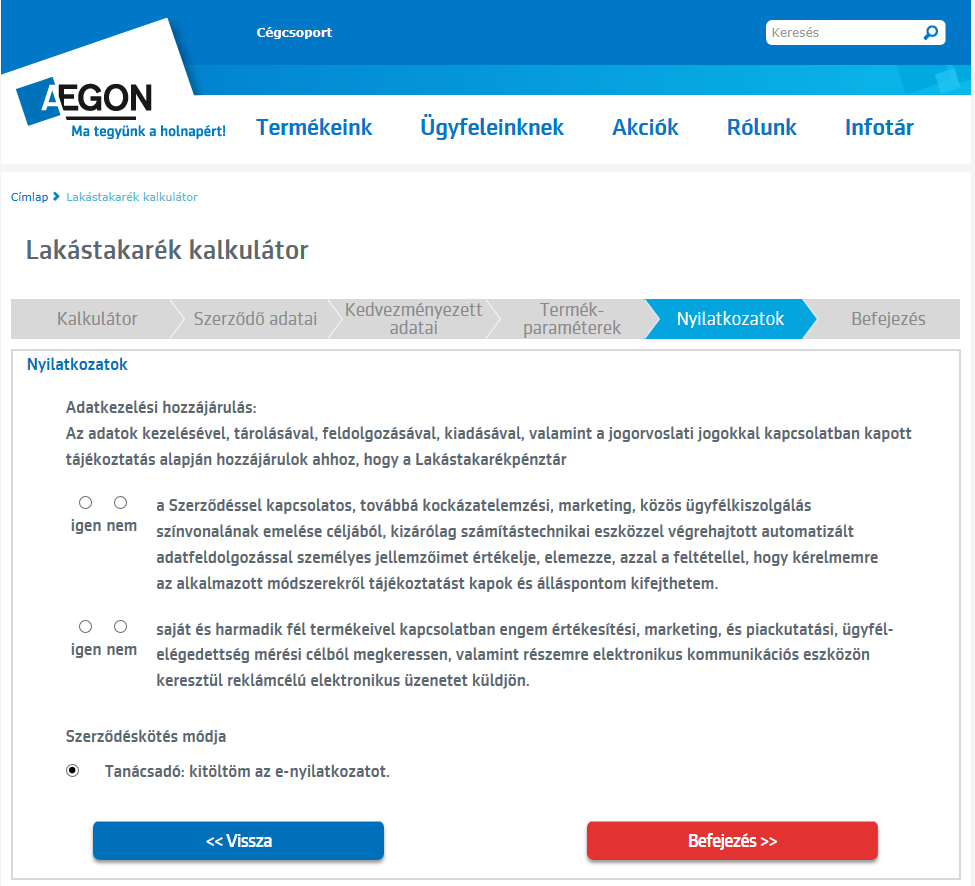 Cégcsoport
Keresés
AEGON
Ma tegyünk a holnapért!
Termékeink Ügyfeleinknek Akciók Rólunk Infotár
Címlap Lakástakarék kalkulátor
Lakástakarék kalkulátor
Kalkulátor
Szerződő adatai
Kedvezményezett
adatai
Termék-
paraméterek
Nyilatkozatok
Befejezés
Nyilatkozatok
Adatkezelési hozzájárulás:
Az adatok kezelésével, tárolásával, feldolgozásával, kiadásával, valamint a jogorvoslati jogokkal kapcsolatban kapott
tájékoztatás alapján hozzájárulok ahhoz, hogy a Lakástakarékpénztár
igen nem
a Szerződéssel kapcsolatos, továbbá kockázatelemzési, marketing, közös ügyfélkiszolgálás
színvonalának emelése céljából, kizárólag számítástechnikai eszközzel végrehajtott automatizált
adatfeldolgozással személyes jellemzőimet értékelje, elemezze, azzal a feltétellel, hogy kérelmemre
az alkalmazott módszerekről tájékoztatást kapok és álláspontom kifejthetem.
igen nem
saját és harmadik fél termékeivel kapcsolatban engem értékesítési, marketing, és piackutatási, ügyfél-
elégedettség mérési célból megkeressen, valamint részemre elektronikus kommunikációs eszközön
keresztül reklámcélú elektronikus üzenetet küldjön.
Szerződéskötés módja
Tanácsadó: kitöltöm az e-nyilatkozatot.
<< Vissza
Befejezés >>